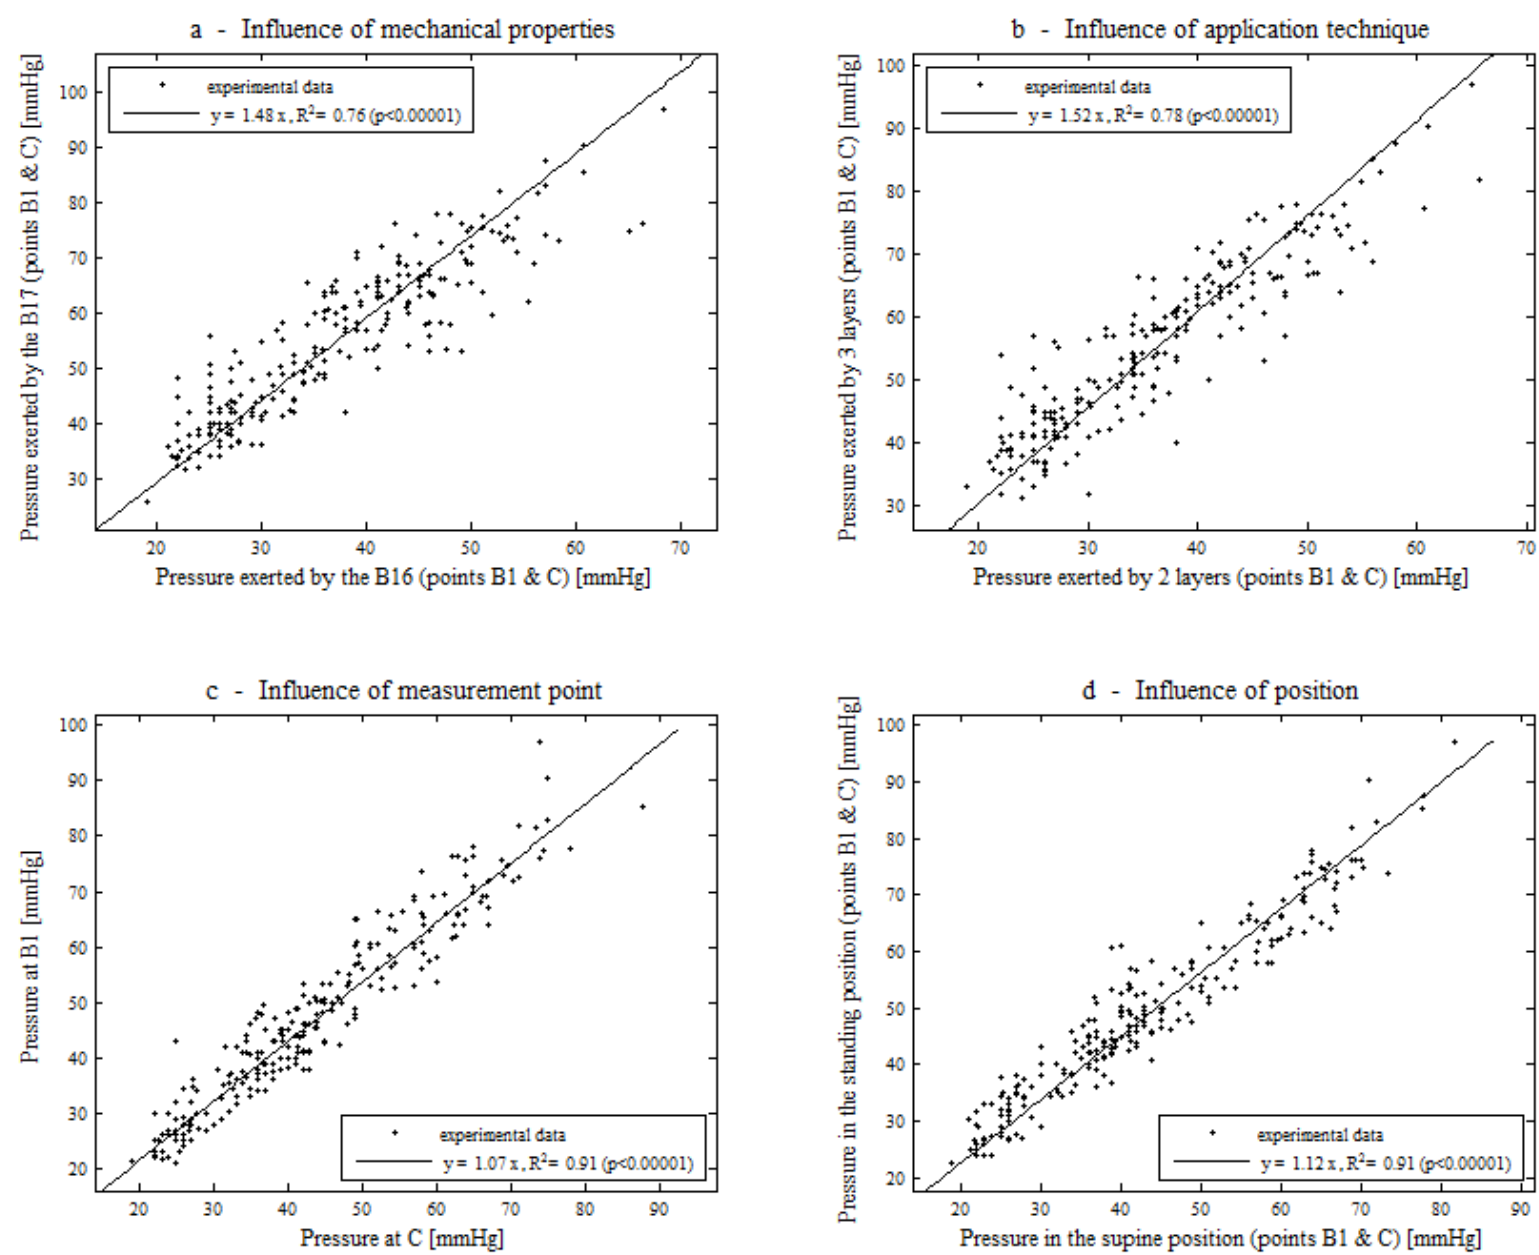 a - Influence of mechanical properties
Pressure exerted by the B17 (points B1 & C) [mmHg]
experimental data
y = 1.48 x, R²= 0.76 (p<0.00001)
100
90
80
70
60
50
40
30
20 30 40 50 60 70
Pressure exerted by the B16 (points B1 & C) [mmHg]
b - Influence of application technique
Pressure exerted by 3 layers (points B1 & C) [mmHg]
experimental data
y = 1.52 x, R²= 0.78 (p<0.00001)
100
90
80
70
60
50
40
30
20 30 40 50 60 70
Pressure exerted by 2 layers (points B1 & C) [mmHg]
c - Influence of measurement point
Pressure at B1 [mmHg]
100
90
80
70
60
50
40
30
20
experimental data
y = 1.07 x, R²= 0.91 (p<0.00001)
20 30 40 50 60 70 80 90
Pressure at C [mmHg]
d - Influence of position
Pressure in the standing position (points B1 & C) [mmHg]
100
90
80
70
60
50
40
30
20
experimental data
y = 1.12 x, R²= 0.91 (p<0.00001)
20 30 40 50 60 70 80 90
Pressure in the supine position (points B1 & C) [mmHg]